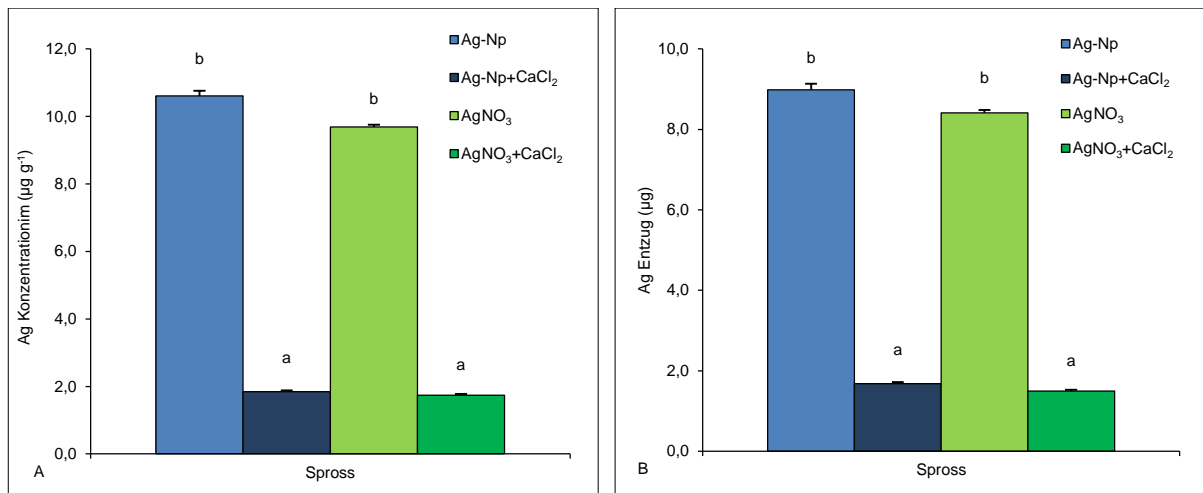 12,0
10,0
8,0
6,0
4,0
2,0
0,0
Ag Konzentrationim (µg g⁻¹)
b
a
b
a
Ag-Np
Ag-Np+CaCl₂
AgNO₃
AgNO₃+CaCl₂
Spross
A
10,0
8,0
6,0
4,0
2,0
0,0
Ag Entzug (µg)
b
a
b
a
Ag-Np
Ag-Np+CaCl₂
AgNO₃
AgNO₃+CaCl₂
Spross
B